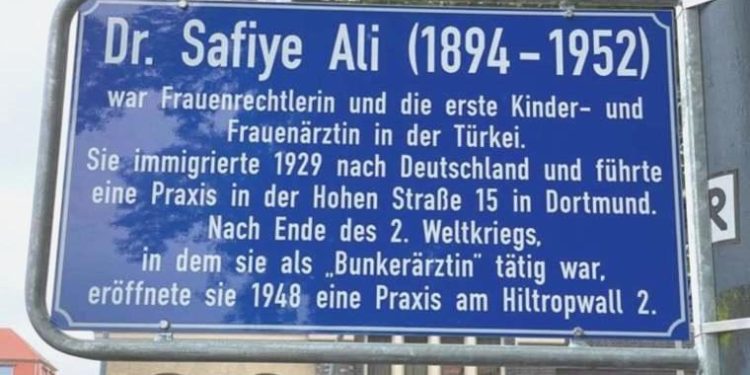 Dr. Safiye Ali (1894 – 1952)
war Frauenrechtlerin und die erste Kinder- und
Frauenärztin in der Türkei.
Sie immigrierte 1929 nach Deutschland und führte
eine Praxis in der Hohen Straße 15 in Dortmund.
Nach Ende des 2. Weltkriegs,
in dem sie als „Bunkerärztin“ tätig war,
eröffnete sie 1948 eine Praxis am Hiltropwall 2.